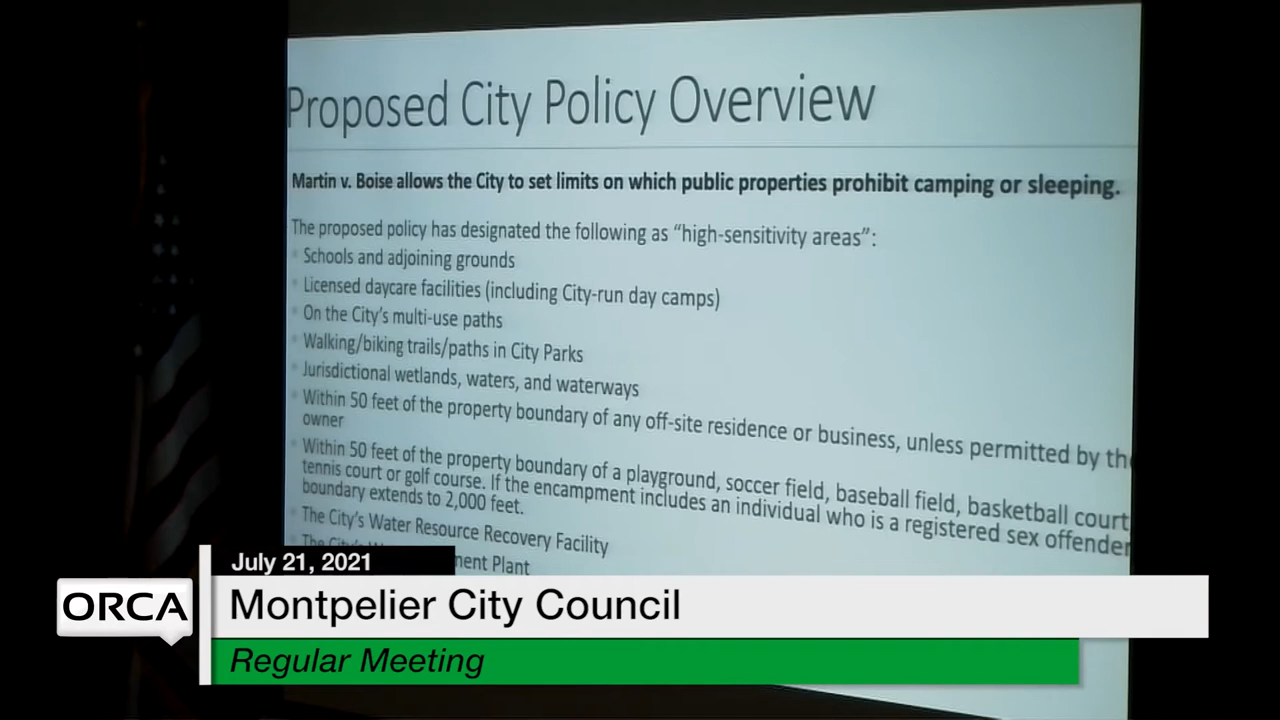 Proposed City Policy Overview
Martin v. Boise allows the City to set limits on which public properties prohibit camping or sleeping.
The proposed policy has designated the following as “high-sensitivity areas”:
Schools and adjoining grounds
Licensed daycare facilities (including City-run day camps)
On the City’s multi-use paths
Walking/biking trails/paths in City Parks
Jurisdictional wetlands, waters, and waterways
Within 50 feet of the property boundary of any off-site residence or business, unless permitted by the
owner
Within 50 feet of the property boundary of a playground, soccer field, baseball field, basketball court
tennis court or golf course. If the encampment includes an individual who is a registered sex offender
boundary extends to 2,000 feet.
The City’s Water Resource Recovery Facility
The City’s Plant
July 21, 2021
ORCA
Montpelier City Council
Regular Meeting